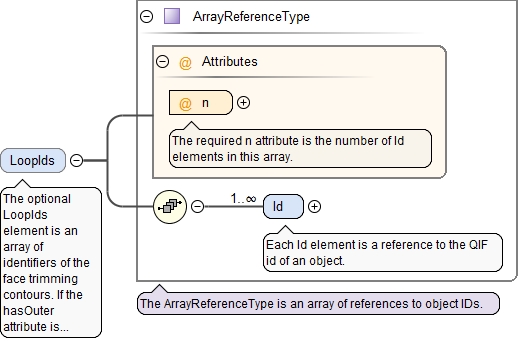 ArrayReferenceType
@ Attributes
@ n
The required n attribute is the number of Id
elements in this array.
LoopIds
The optional
LoopIds
element is an
array of
identifiers of the
face trimming
contours. If the
hasOuter
attribute is...
1..∞
Id
Each Id element is a reference to the QIF
id of an object.
The ArrayReferenceType is an array of references to object IDs.